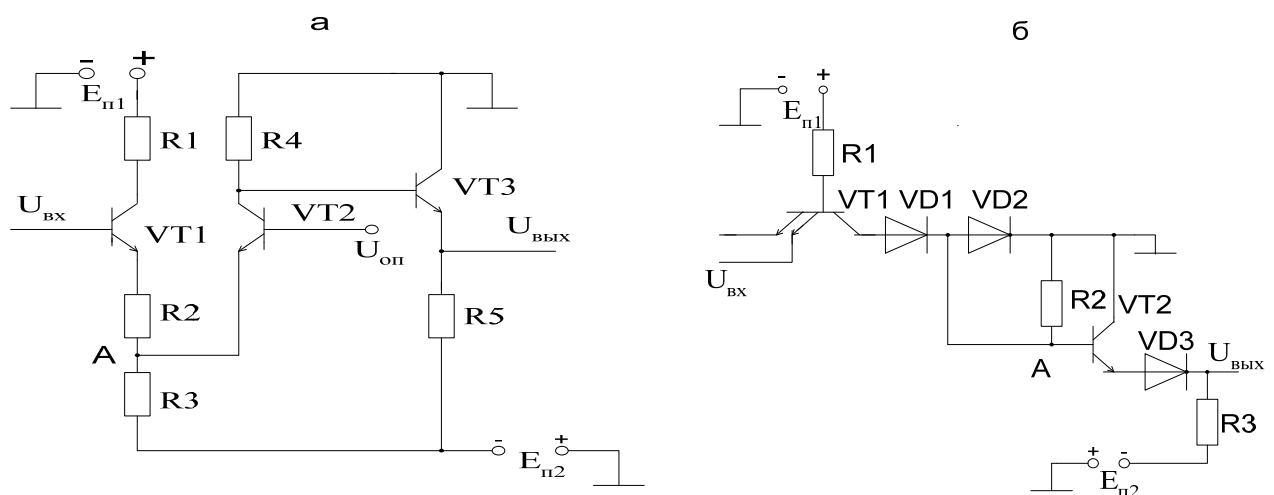 а
- +
Eп1
R1
R4
Uвх
VT1
VT2
VT3
Uоп
Uвых
R2
R5
A
R3
- +
Eп2
б
- +
Eп1
R1
VT1 VD1 VD2
Uвх
R2
VT2
A
VD3
Uвых
R3
+ -
Eп2